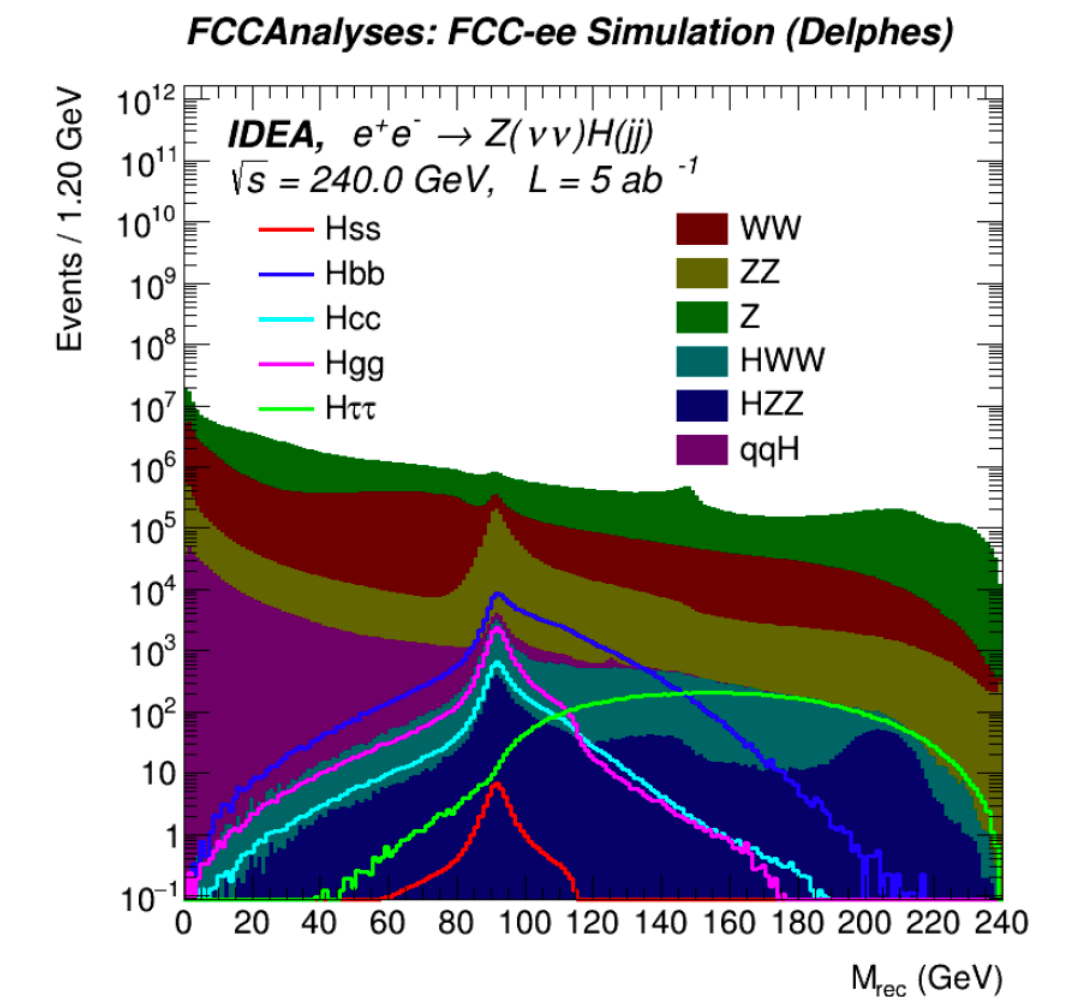 FCCAnalyses: FCC-ee Simulation (Delphes)
Events / 1.20 GeV
10¹²
10¹¹
10¹⁰
10⁹
10⁸
10⁷
10⁶
10⁵
10⁴
10³
10²
10
1
10⁻¹
IDEA, e⁺e⁻ → Z(νν)H(jj)
√s = 240.0 GeV, L = 5 ab ⁻¹
Hss
Hbb
Hcc
Hgg
Hττ
WW
ZZ
Z
HWW
HZZ
qqH
0 20 40 60 80 100 120 140 160 180 200 220 240
M_rec (GeV)